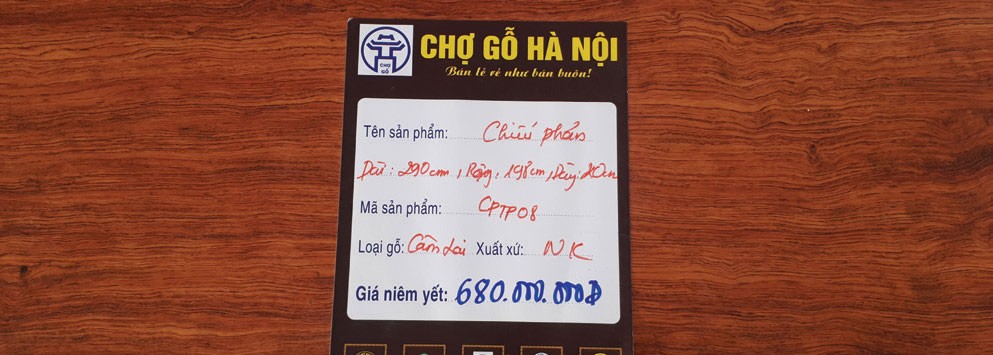 CHỢ GỖ
CHỢ GỖ HÀ NỘI
Bán lẻ rẻ như bán buôn!
Tên sản phẩm: Chiếu phản
Dài: 290cm, Rộng: 198cm, Dày: 20cm
Mã sản phẩm: CPTP08
Loại gỗ: Cẩm Lai Xuất xứ: NK
Giá niêm yết: 680.000.000đ